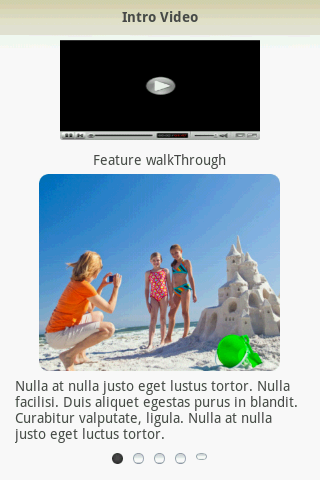 Intro Video
Feature walkThrough
Nulla at nulla justo eget lustus tortor. Nulla
facilisi. Duis aliquet egestas purus in blandit.
Curabitur valputate, ligula. Nulla at nulla
justo eget luctus tortor.